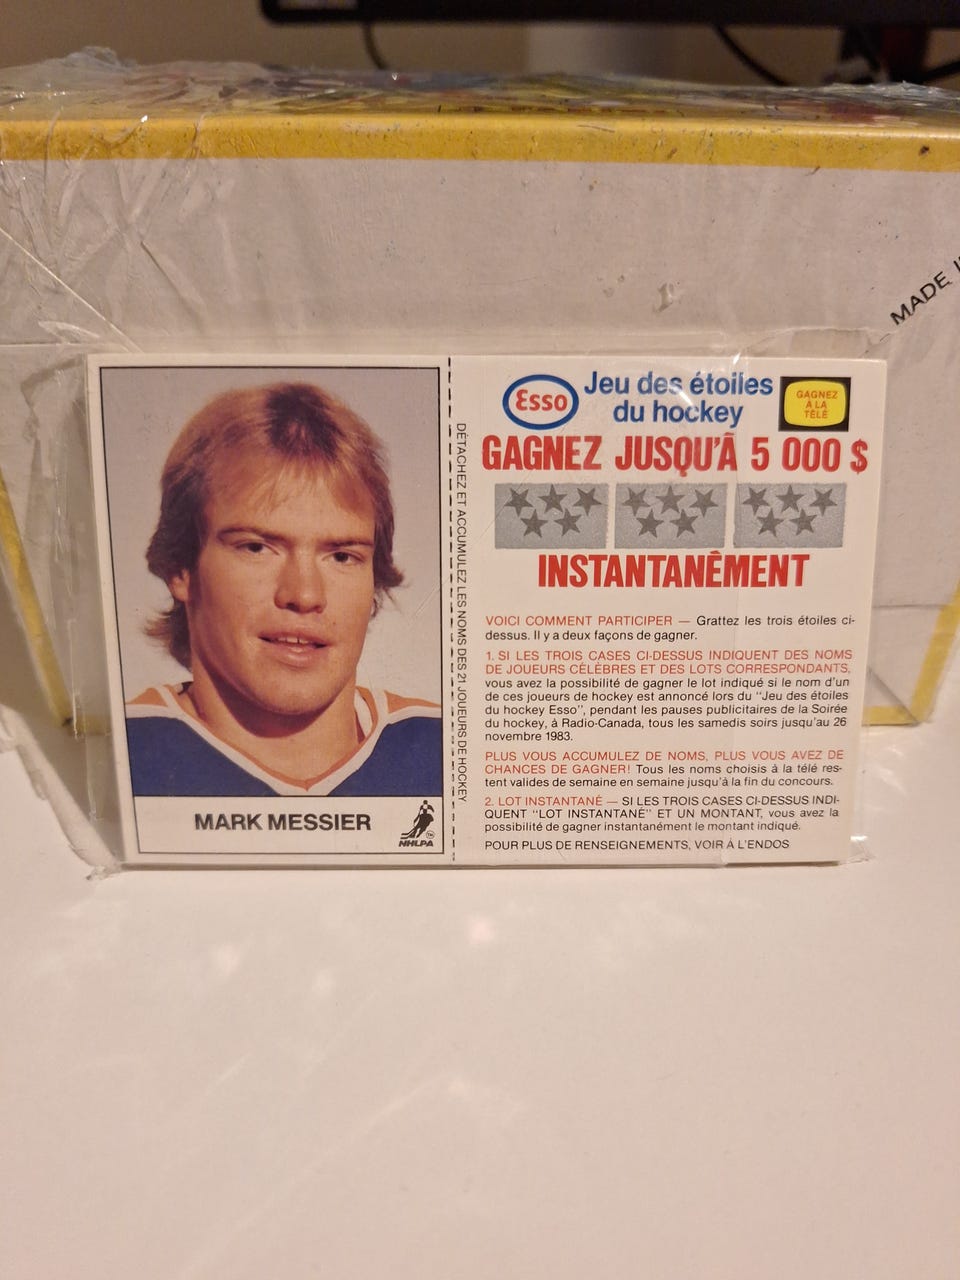 MADE
MARK MESSIER
NHLPA
TM
DÉTACHEZ ET ACCUMULEZ LES NOMS DES 21 JOUEURS DE HOCKEY
Esso
Jeu des étoiles
du hockey
GAGNEZ
À LA
TÉLÉ
GAGNEZ JUSQU'À 5 000 $
INSTANTANÉMENT
VOICI COMMENT PARTICIPER — Grattez les trois étoiles ci-
dessus. Il y a deux façons de gagner.
1. SI LES TROIS CASES CI-DESSUS INDIQUENT DES NOMS
DE JOUEURS CÉLÈBRES ET DES LOTS CORRESPONDANTS,
vous avez la possibilité de gagner le lot indiqué si le nom d'un
de ces joueurs de hockey est annoncé lors du "Jeu des étoiles
du hockey Esso", pendant les pauses publicitaires de la Soirée
du hockey, à Radio-Canada, tous les samedis soirs jusqu'au 26
novembre 1983.
PLUS VOUS ACCUMULEZ DE NOMS, PLUS VOUS AVEZ DE
CHANCES DE GAGNER! Tous les noms choisis à la télé res-
tent valides de semaine en semaine jusqu'à la fin du concours.
2. LOT INSTANTANÉ — SI LES TROIS CASES CI-DESSUS INDI-
QUENT "LOT INSTANTANÉ" ET UN MONTANT, vous avez la
possibilité de gagner instantanément le montant indiqué.
POUR PLUS DE RENSEIGNEMENTS, VOIR À L'ENDOS